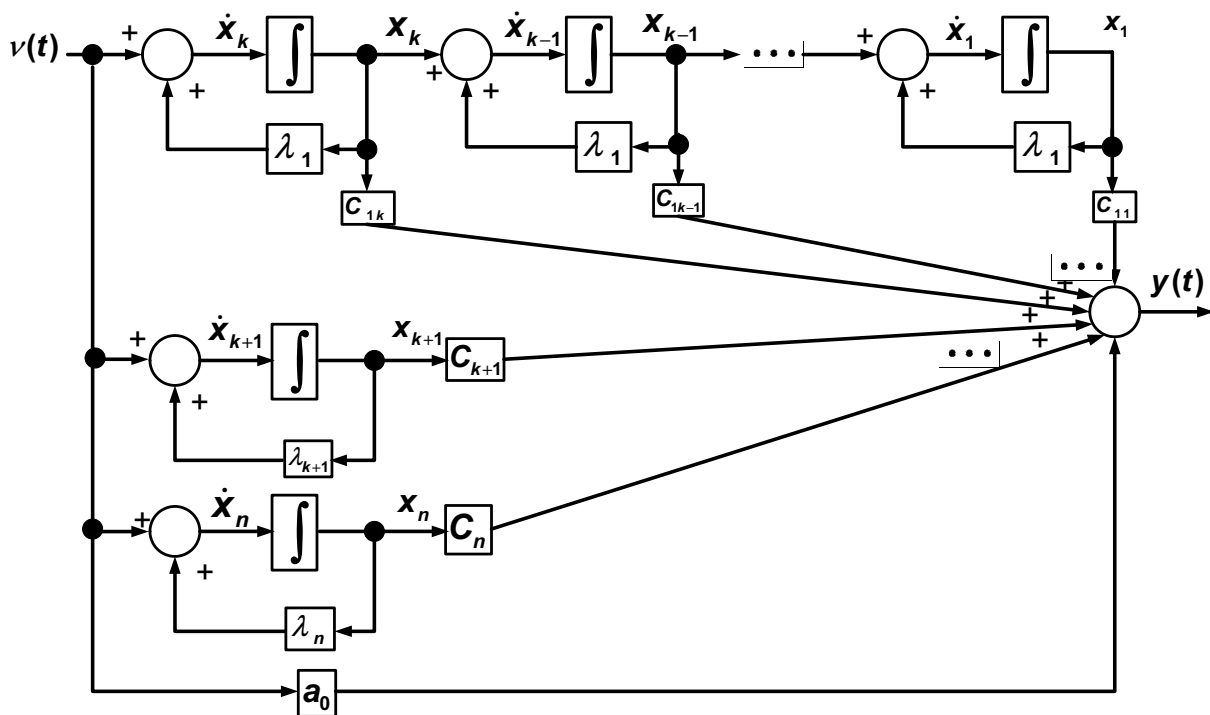 ν(t) + ẋₖ ∫ xₖ + ẋₖ₋₁ ∫ xₖ₋₁ ... + ẋ₁ ∫ x₁
+ λ₁ + λ₁ + λ₁
C₁ₖ C₁ₖ₋₁ C₁₁
...
+ + + y(t)
+ ẋₖ₊₁ ∫ xₖ₊₁ Cₖ₊₁ ... +
+ λₖ₊₁
+ ẋₙ ∫ xₙ Cₙ
+ λₙ
a₀